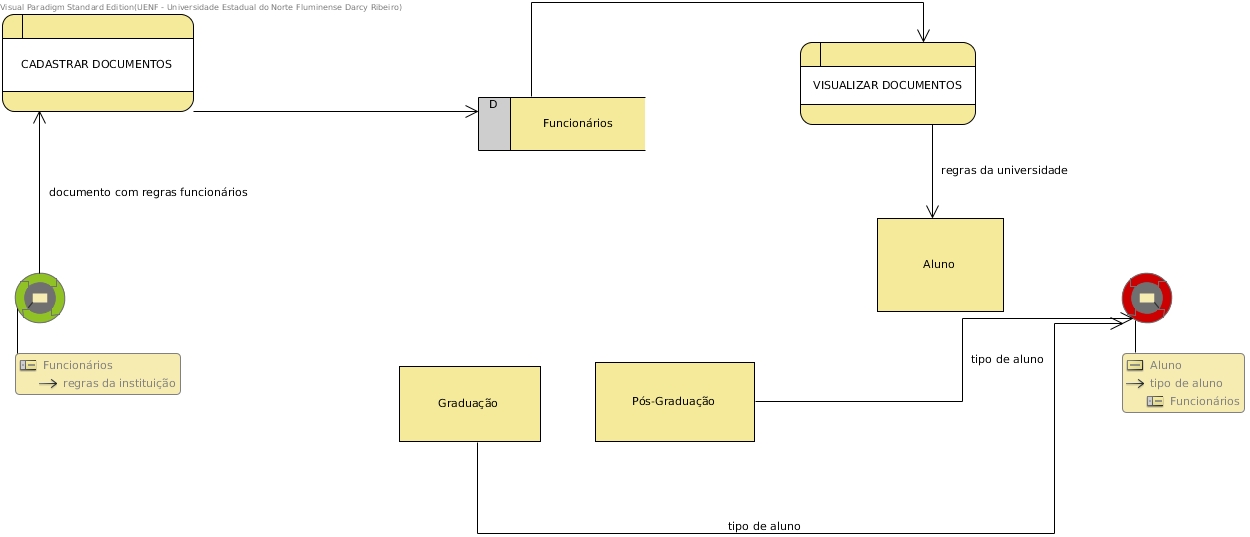 Visual Paradigm Standard Edition(UENF - Universidade Estadual do Norte Fluminense Darcy Ribeiro)
CADASTRAR DOCUMENTOS
VISUALIZAR DOCUMENTOS
D
Funcionários
regras da universidade
documento com regras funcionários
Aluno
Funcionários
regras da instituição
tipo de aluno
Aluno
tipo de aluno
Funcionários
Graduação
Pós-Graduação
tipo de aluno